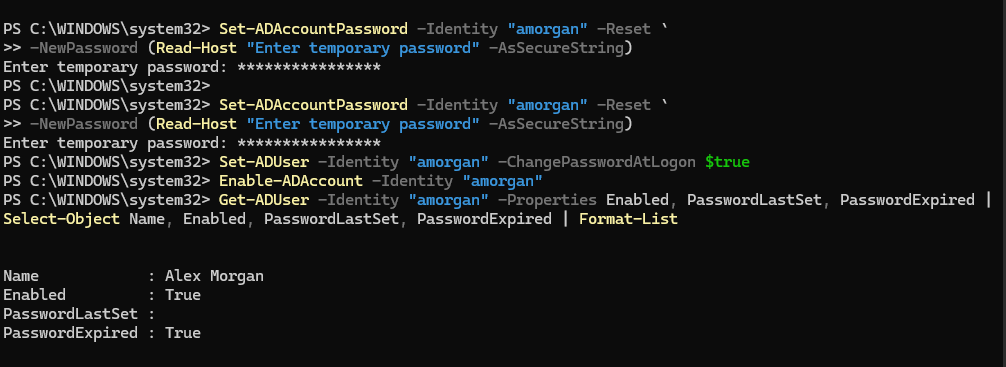 PS C:\WINDOWS\system32> Set-ADAccountPassword -Identity "amorgan" -Reset `
>> -NewPassword (Read-Host "Enter temporary password" -AsSecureString)
Enter temporary password: ****************
PS C:\WINDOWS\system32>
PS C:\WINDOWS\system32> Set-ADAccountPassword -Identity "amorgan" -Reset `
>> -NewPassword (Read-Host "Enter temporary password" -AsSecureString)
Enter temporary password: ****************
PS C:\WINDOWS\system32> Set-ADUser -Identity "amorgan" -ChangePasswordAtLogon $true
PS C:\WINDOWS\system32> Enable-ADAccount -Identity "amorgan"
PS C:\WINDOWS\system32> Get-ADUser -Identity "amorgan" -Properties Enabled, PasswordLastSet, PasswordExpired |
Select-Object Name, Enabled, PasswordLastSet, PasswordExpired | Format-List
Name            : Alex Morgan
Enabled         : True
PasswordLastSet :
PasswordExpired : True